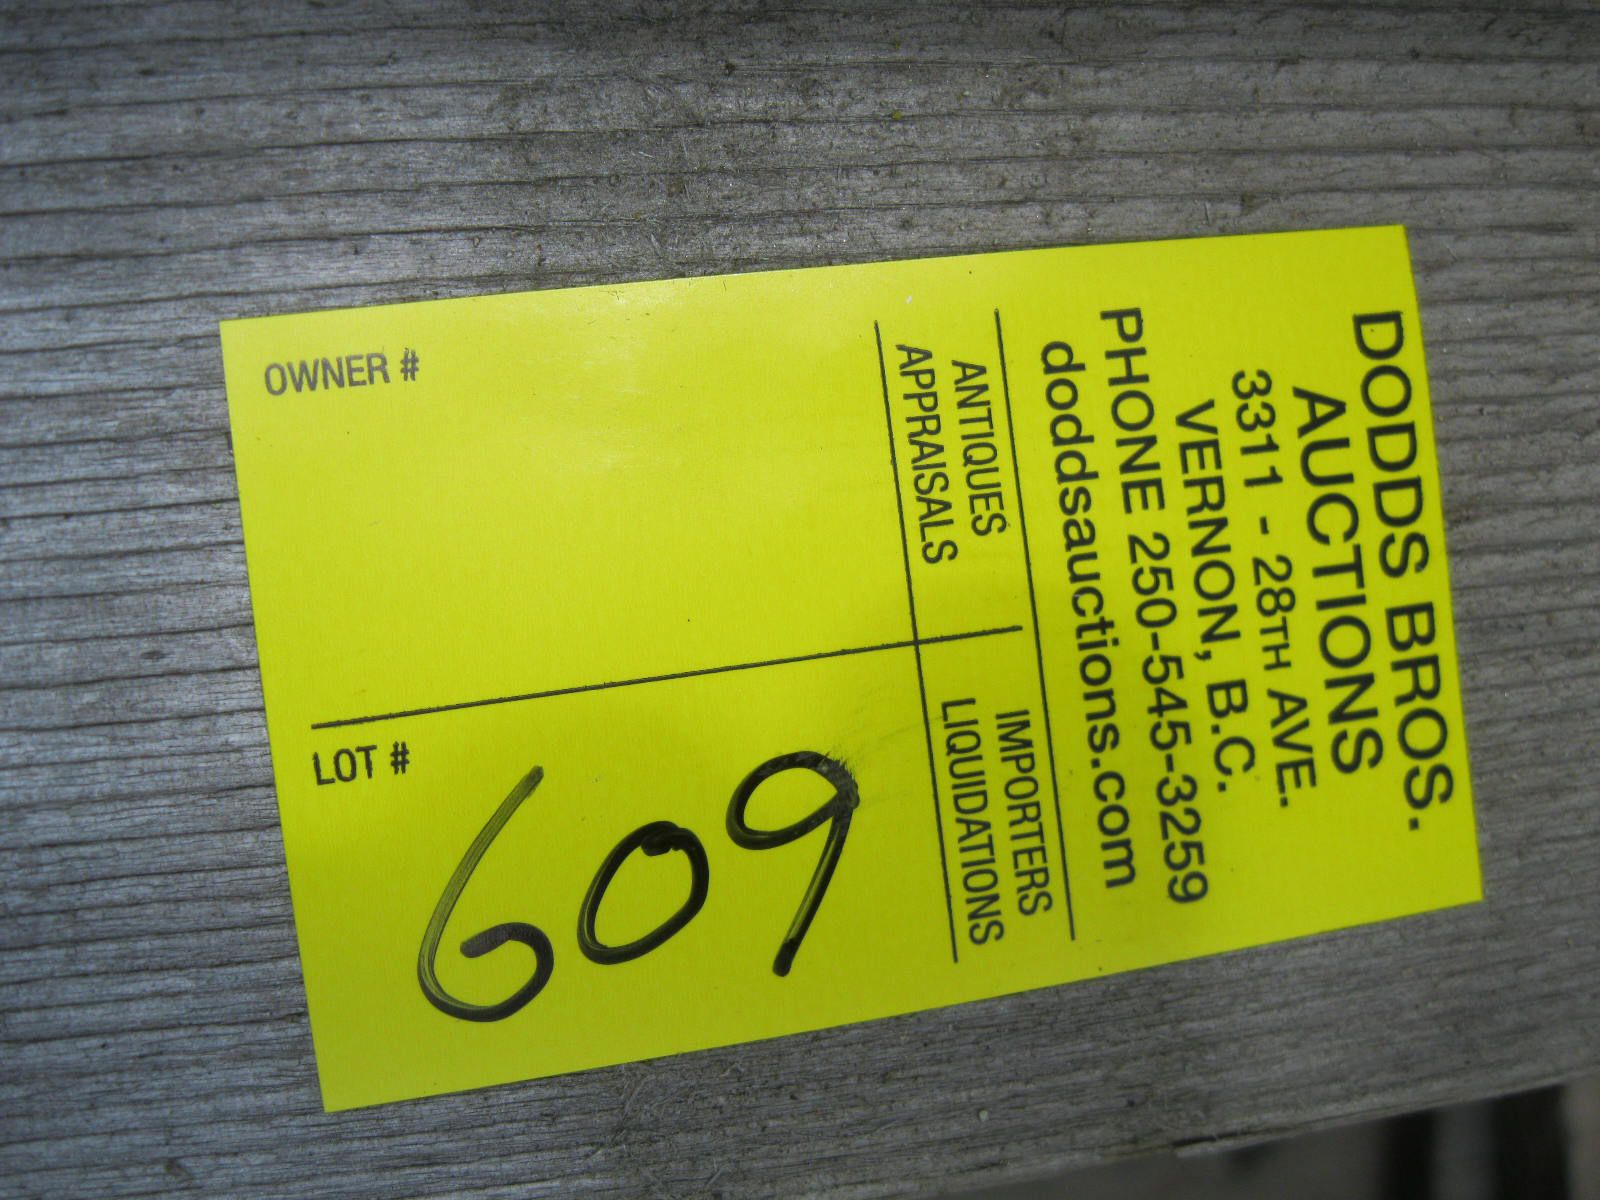 DODDS BROS.
AUCTIONS
3311 - 28TH AVE.
VERNON, B.C.
PHONE 250-545-3259
doddsauctions.com
ANTIQUES
APPRAISALS
IMPORTERS
LIQUIDATIONS
OWNER #
LOT #
609